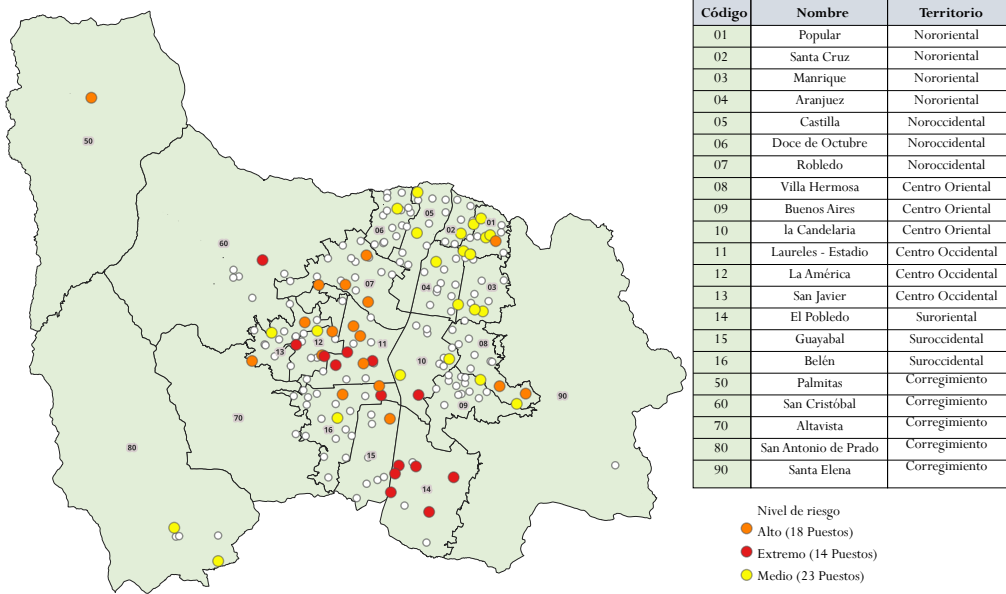 Código Nombre Territorio
01 Popular Nororiental
02 Santa Cruz Nororiental
03 Manrique Nororiental
04 Aranjuez Nororiental
05 Castilla Noroccidental
06 Doce de Octubre Noroccidental
07 Robledo Noroccidental
08 Villa Hermosa Centro Oriental
09 Buenos Aires Centro Oriental
10 la Candelaria Centro Oriental
11 Laureles - Estadio Centro Occidental
12 La América Centro Occidental
13 San Javier Centro Occidental
14 El Pobledo Suroriental
15 Guayabal Suroccidental
16 Belén Suroccidental
50 Palmitas Corregimiento
60 San Cristóbal Corregimiento
70 Altavista Corregimiento
80 San Antonio de Prado Corregimiento
90 Santa Elena Corregimiento
Nivel de riesgo
Alto (18 Puestos)
Extremo (14 Puestos)
Medio (23 Puestos)
50
05
01
06
02
60
07
04
03
12
11
08
13
10
90
09
70
16
80
15
14